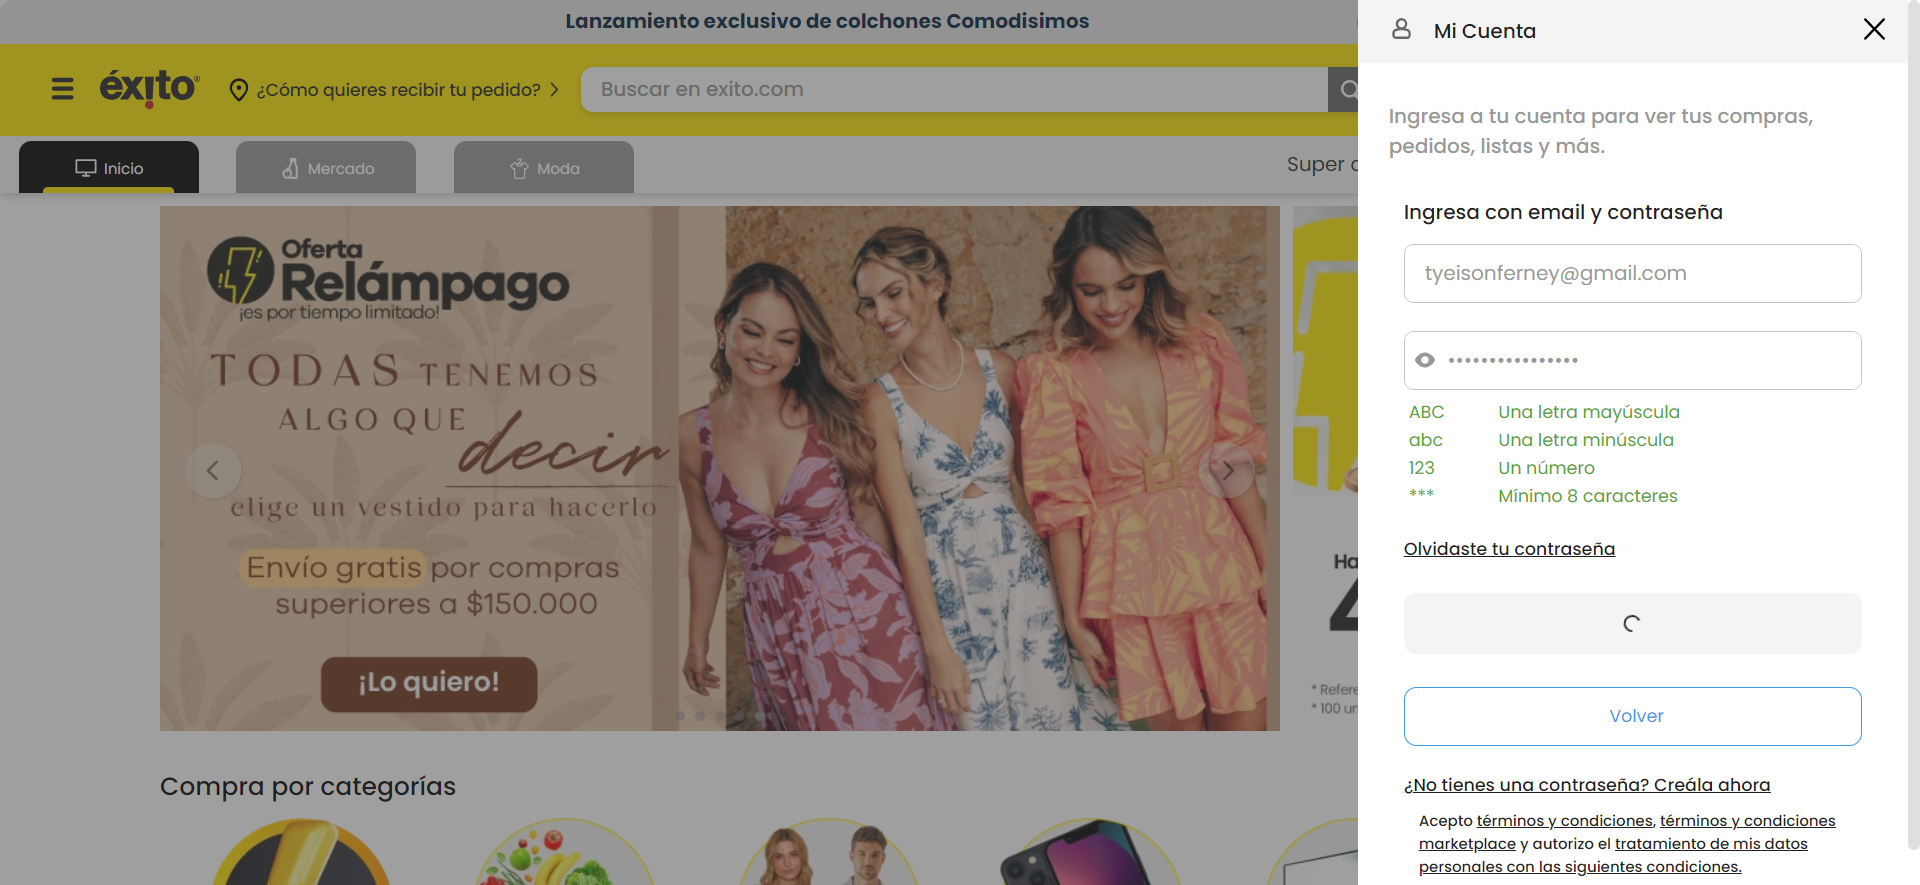 Lanzamiento exclusivo de colchones Comodisimos
éxito®
¿Cómo quieres recibir tu pedido?
Buscar en exito.com
Inicio
Mercado
Moda
Super
Oferta
Relámpago
¡es por tiempo limitado!
TODAS TENEMOS
ALGO QUE
decir
elige un vestido para hacerlo
Envío gratis por compras
superiores a $150.000
¡Lo quiero!
Ha
4
* Refere
* 100 un
Compra por categorías
Mi Cuenta
Ingresa a tu cuenta para ver tus compras,
pedidos, listas y más.
Ingresa con email y contraseña
tyeisonferney@gmail.com
••••••••••••••••
ABC Una letra mayúscula
abc Una letra minúscula
123 Un número
*** Mínimo 8 caracteres
Olvidaste tu contraseña
Volver
¿No tienes una contraseña? Creála ahora
Acepto términos y condiciones, términos y condiciones
marketplace y autorizo el tratamiento de mis datos
personales con las siguientes condiciones.